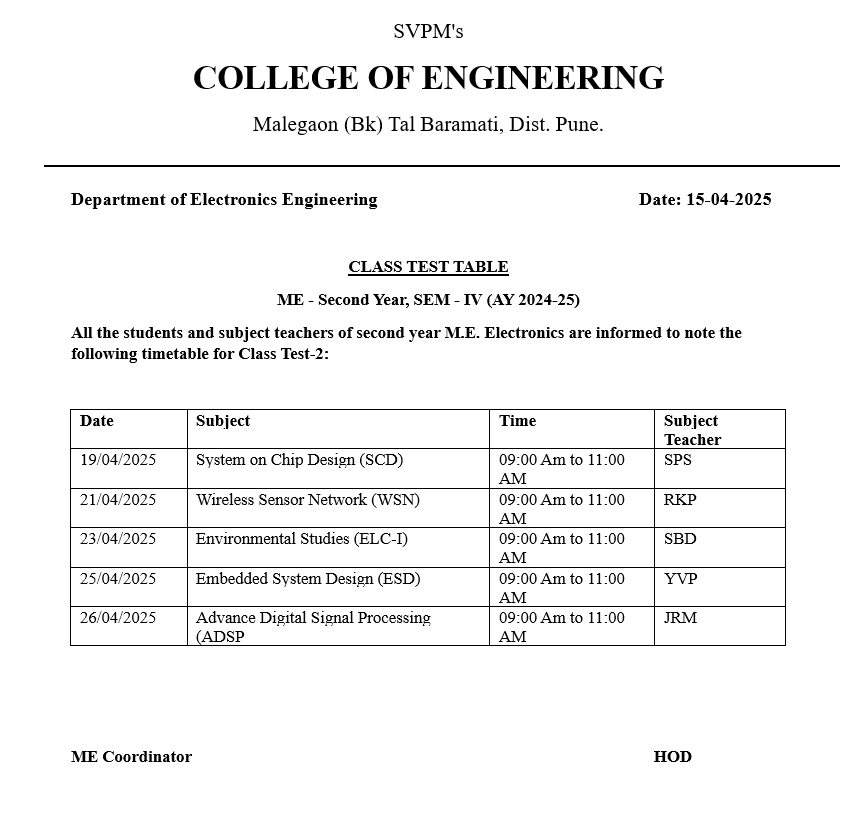 SVPM's
COLLEGE OF ENGINEERING
Malegaon (Bk) Tal Baramati, Dist. Pune.
Department of Electronics Engineering Date: 15-04-2025
CLASS TEST TABLE
ME - Second Year, SEM - IV (AY 2024-25)
All the students and subject teachers of second year M.E. Electronics are informed to note the
following timetable for Class Test-2:
Date Subject Time Subject
Teacher
19/04/2025 System on Chip Design (SCD) 09:00 Am to 11:00 SPS
AM
21/04/2025 Wireless Sensor Network (WSN) 09:00 Am to 11:00 RKP
AM
23/04/2025 Environmental Studies (ELC-I) 09:00 Am to 11:00 SBD
AM
25/04/2025 Embedded System Design (ESD) 09:00 Am to 11:00 YVP
AM
26/04/2025 Advance Digital Signal Processing 09:00 Am to 11:00 JRM
(ADSP AM
ME Coordinator HOD